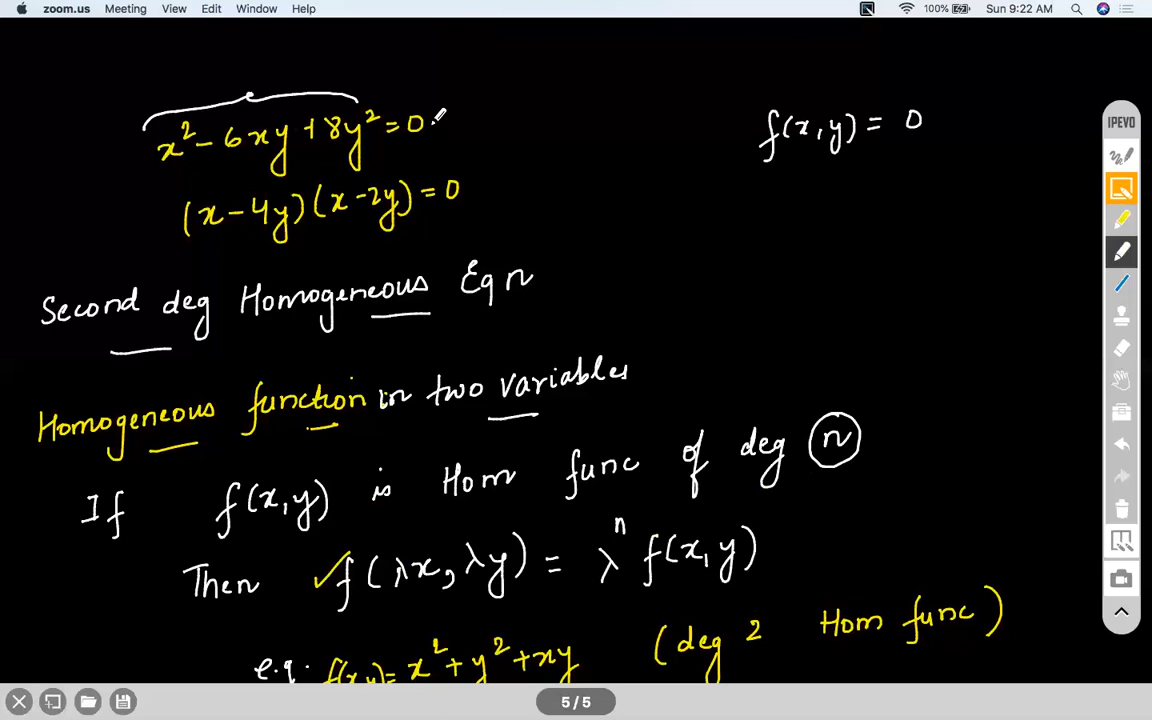 zoom.us Meeting View Edit Window Help 100% Sun 9:22 AM
x² - 6xy + 8y² = 0
f(x,y) = 0
(x - 4y)(x - 2y) = 0
Second deg Homogeneous Eqn
Homogeneous function in two variables
If f(x,y) is Hom func of deg n
Then ✓f(λx, λy) = λⁿ f(x,y)
e.g. f(x,y) = x² + y² + xy (deg 2 Hom func)
IPEVO
5/5